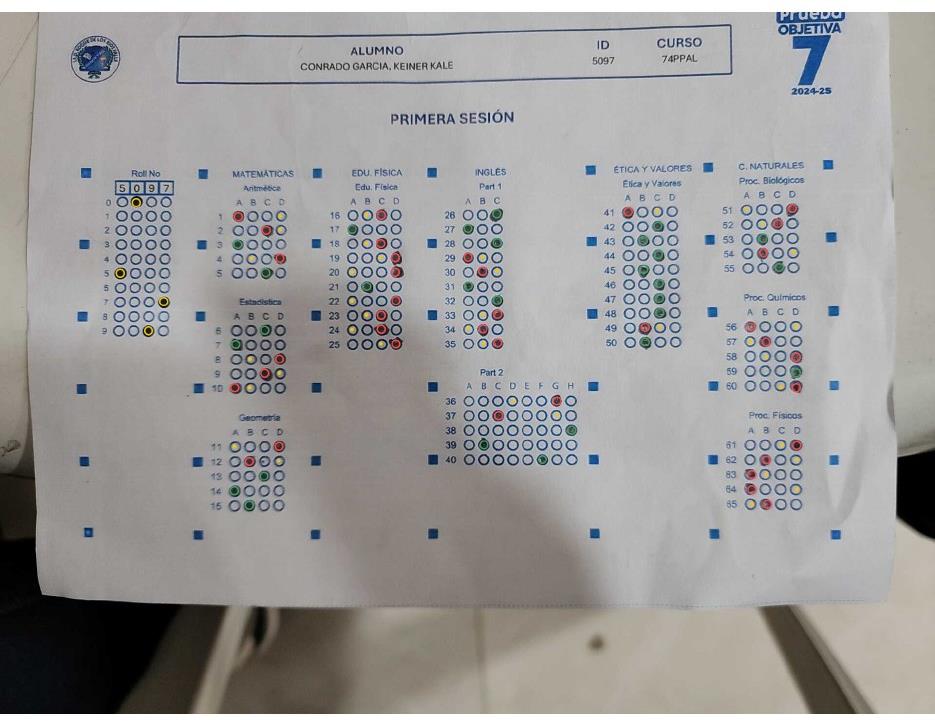 Prueba
OBJETIVA
7
2024-25
ALUMNO
CONRADO GARCIA, KEINER KALE
ID
5097
CURSO
74PPAL
PRIMERA SESIÓN
Roll No
5 0 9 7
0
1
2
3
4
5
6
7
8
9
MATEMÁTICAS
Aritmética
A B C D
1
2
3
4
5
Estadística
A B C D
6
7
8
9
10
Geometría
A B C D
11
12
13
14
15
EDU. FÍSICA
Edu. Física
A B C D
16
17
18
19
20
21
22
23
24
25
INGLÉS
Part 1
A B C
26
27
28
29
30
31
32
33
34
35
Part 2
A B C D E F G H
36
37
38
39
40
ÉTICA Y VALORES
Ética y Valores
A B C D
41
42
43
44
45
46
47
48
49
50
C. NATURALES
Proc. Biológicos
A B C D
51
52
53
54
55
Proc. Químicos
A B C D
56
57
58
59
60
Proc. Físicos
A B C D
61
62
63
64
65